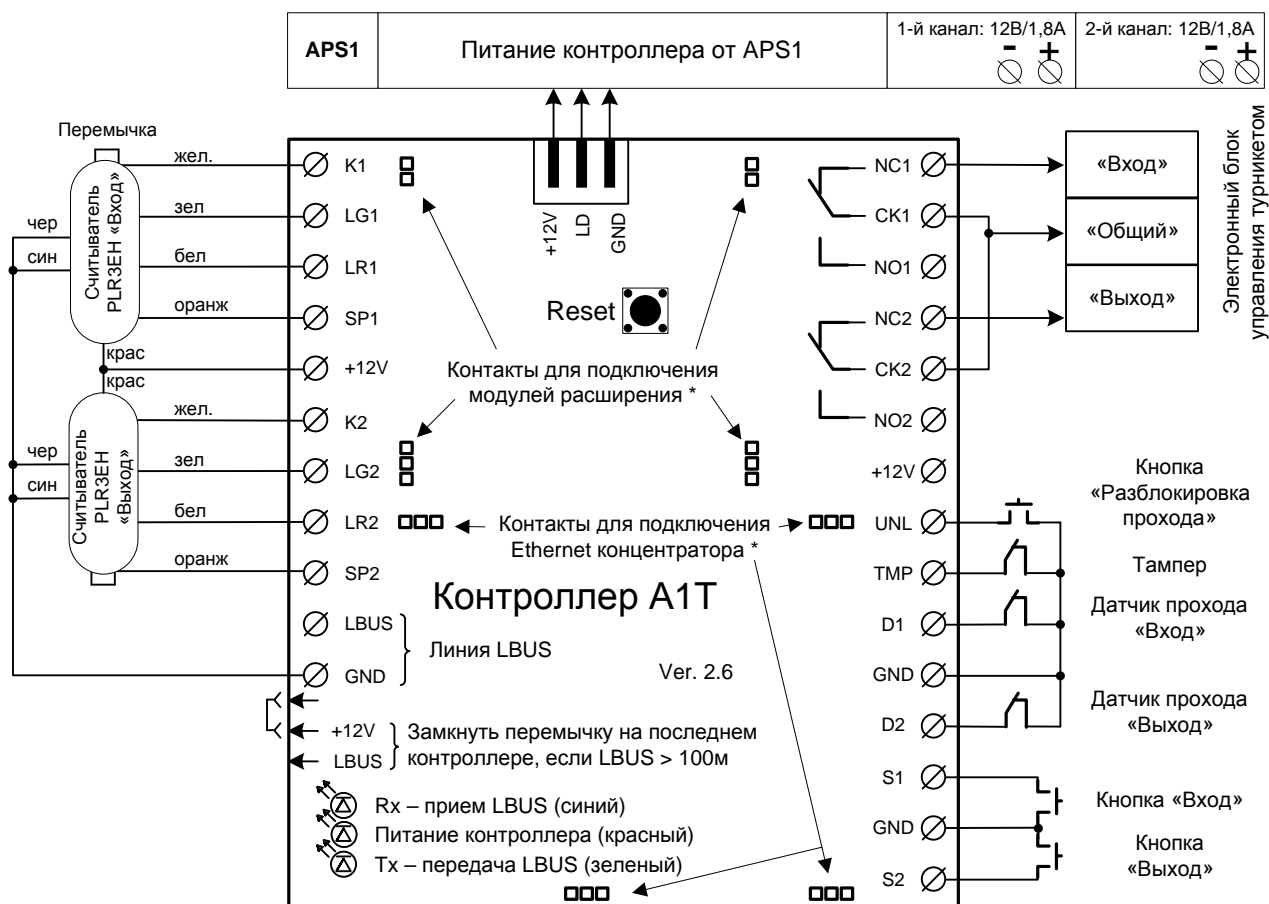 APS1
Питание контроллера от APS1
1-й канал: 12В/1,8А
- +
2-й канал: 12В/1,8А
- +
Перемычка
Считыватель
PLR3EH «Вход»
чер
син
жел.
зел
бел
оранж
крас
крас
Считыватель
PLR3EH
«Выход»
чер
син
жел.
зел
бел
оранж
K1
LG1
LR1
SP1
+12V
K2
LG2
LR2
SP2
LBUS
GND
Линия LBUS
+12V
LBUS
Замкнуть перемычку на последнем
контроллере, если LBUS > 100м
Rx – прием LBUS (синий)
Питание контроллера (красный)
Tx – передача LBUS (зеленый)
+12V
LD
GND
Reset
Контакты для подключения
модулей расширения *
Контакты для подключения
Ethernet концентратора *
Контроллер A1T
Ver. 2.6
NC1
CK1
NO1
NC2
CK2
NO2
+12V
UNL
TMP
D1
GND
D2
S1
GND
S2
«Вход»
«Общий»
«Выход»
Электронный блок
управления турникетом
Кнопка
«Разблокировка
прохода»
Тампер
Датчик прохода
«Вход»
Датчик прохода
«Выход»
Кнопка «Вход»
Кнопка
«Выход»